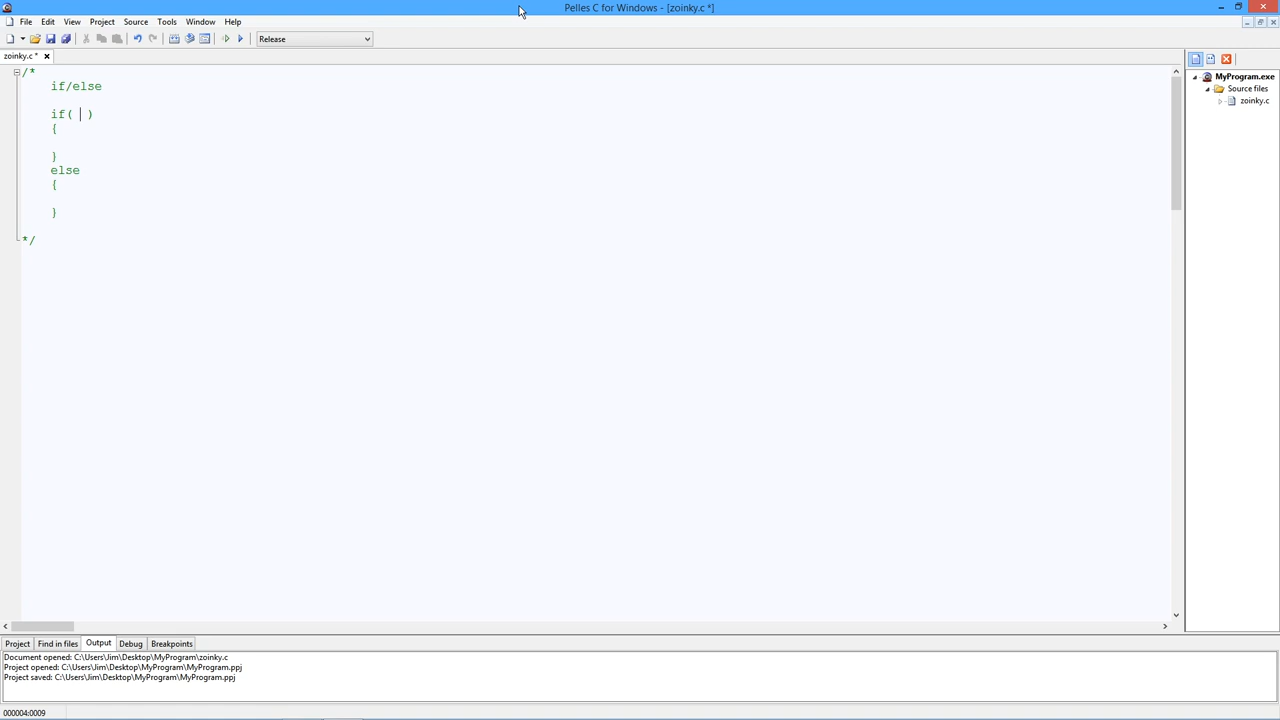 Pelles C for Windows - [zoinky.c *]
File Edit View Project Source Tools Window Help
Release
zoinky.c *
/*
if/else
if( | )
{
}
else
{
}
*/
MyProgram.exe
Source files
zoinky.c
Project Find in files Output Debug Breakpoints
Document opened: C:\Users\Jim\Desktop\MyProgram\zoinky.c
Project opened: C:\Users\Jim\Desktop\MyProgram\MyProgram.ppj
Project saved: C:\Users\Jim\Desktop\MyProgram\MyProgram.ppj
000004:0009